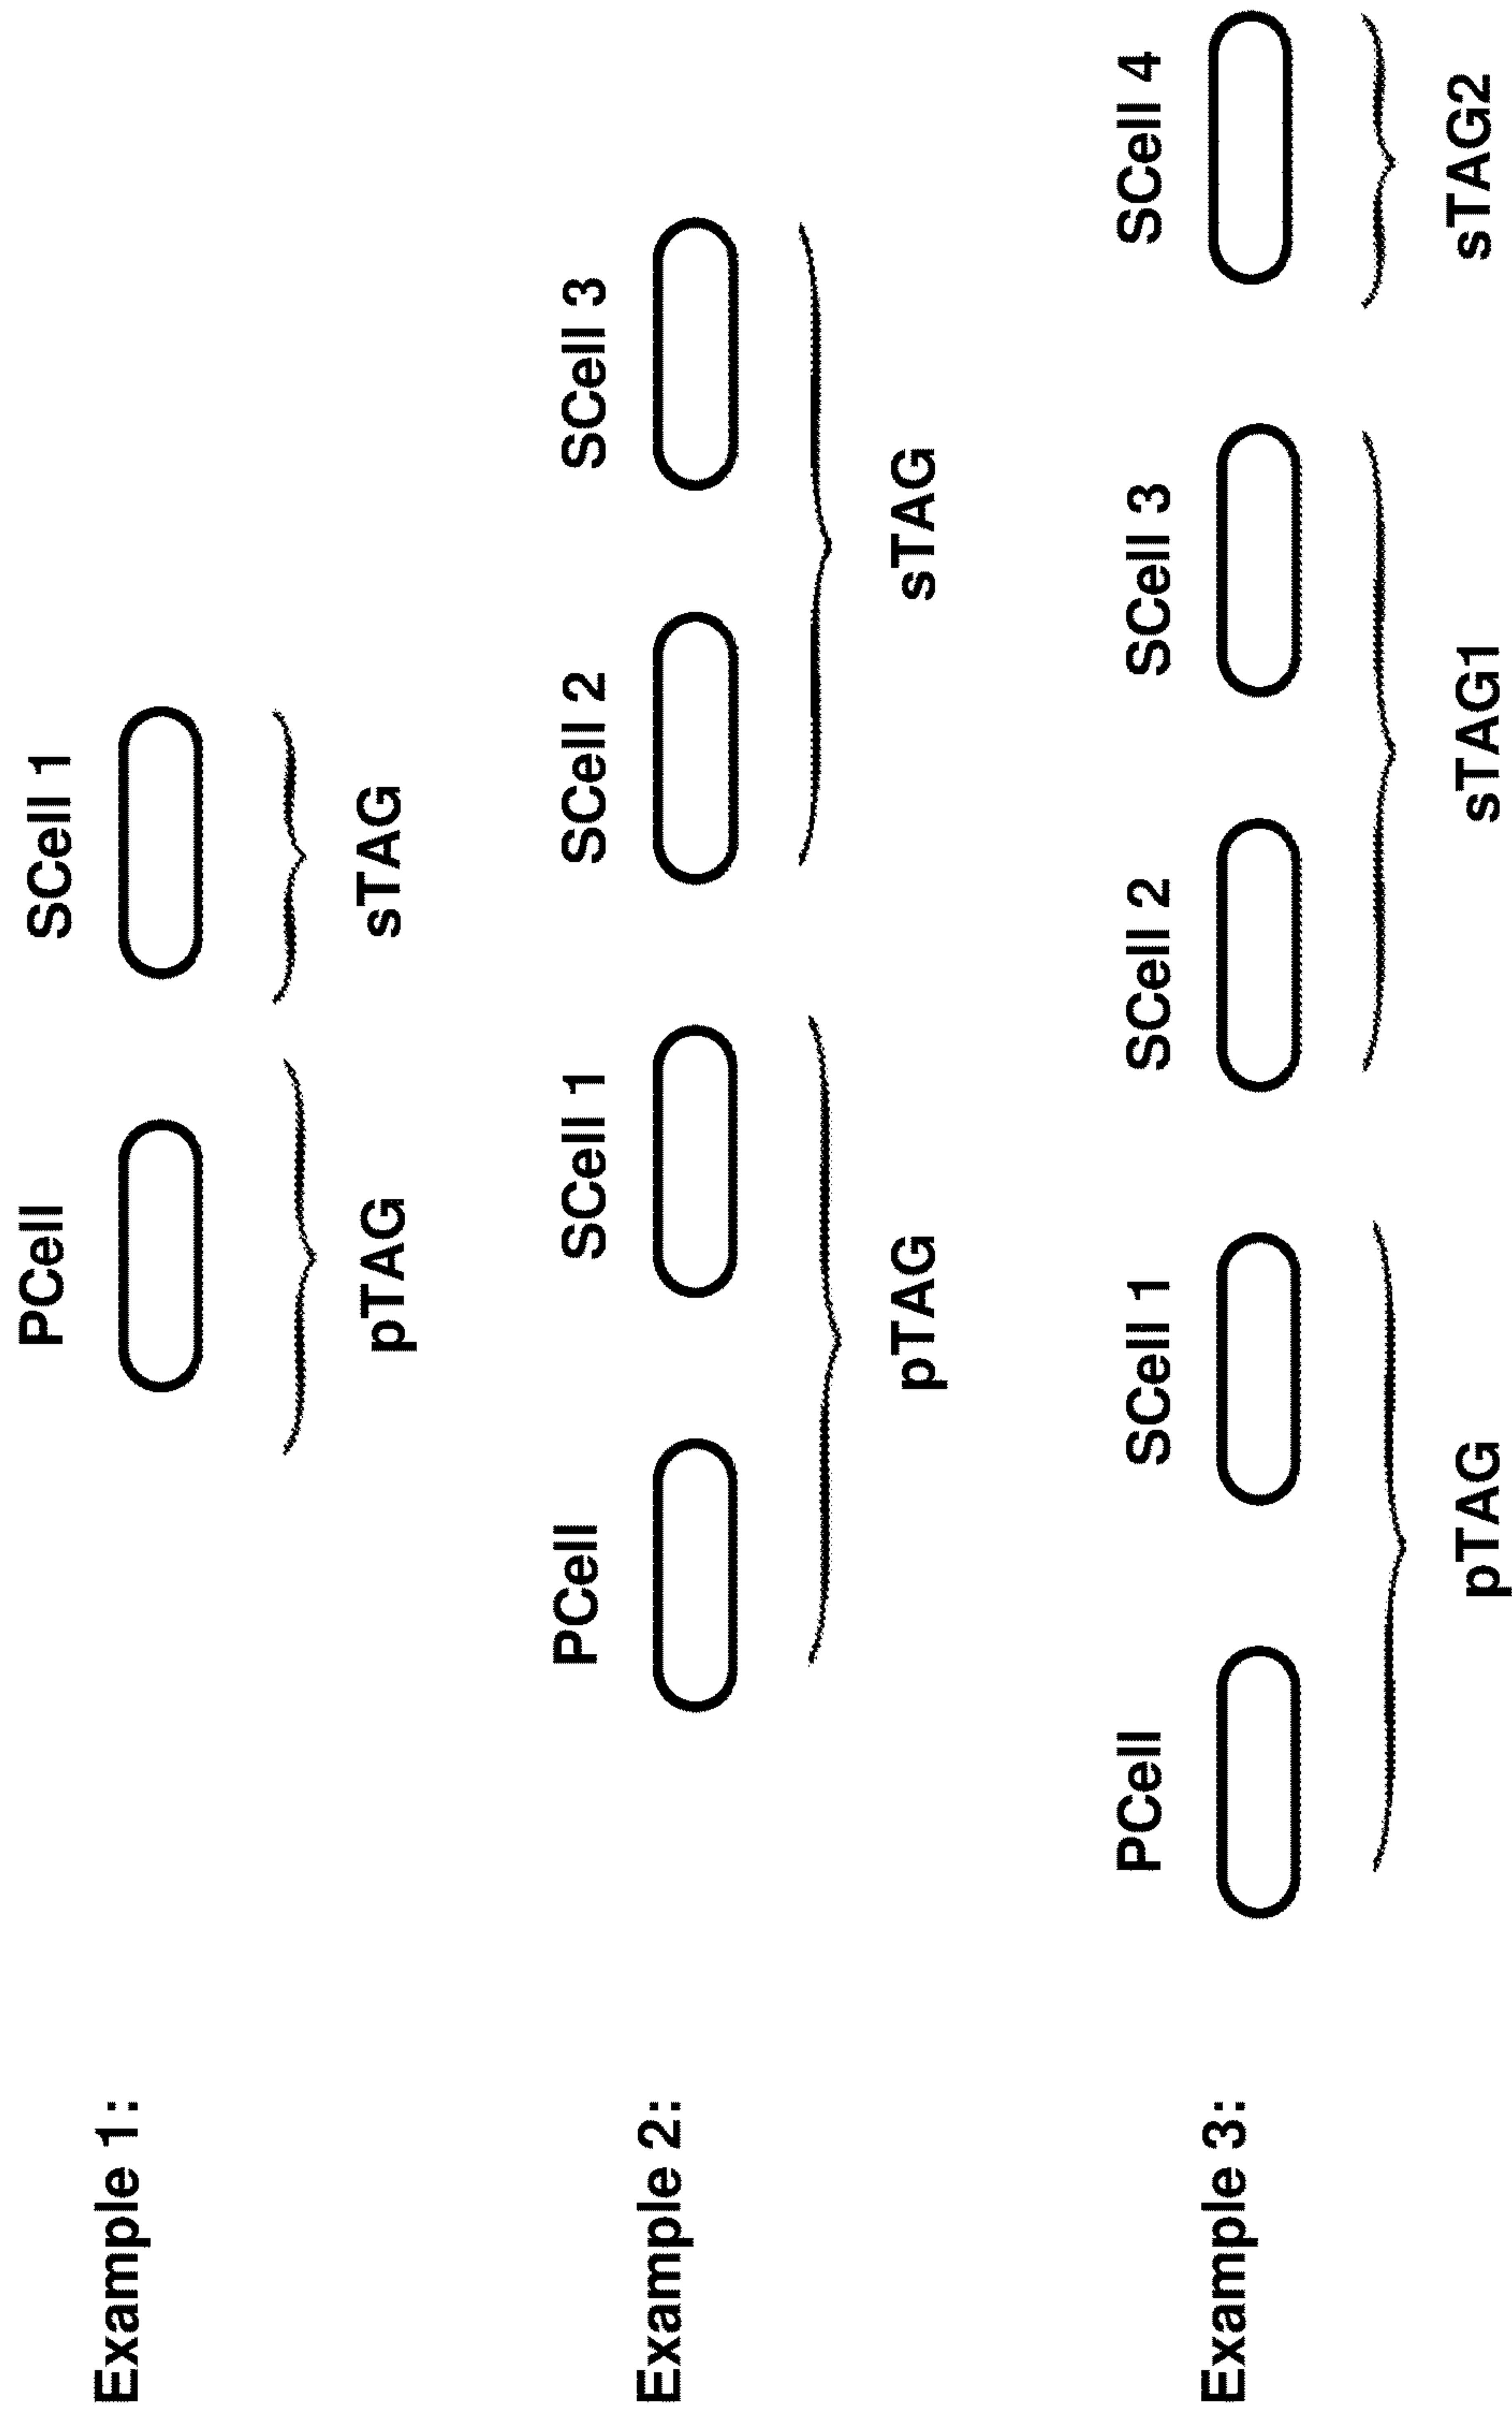 PCell SCell 1
Example 1:
pTAG sTAG
PCell SCell 1 SCell 2 SCell 3
Example 2:
pTAG sTAG
PCell SCell 1 SCell 2 SCell 3 SCell 4
Example 3:
pTAG sTAG1 sTAG2